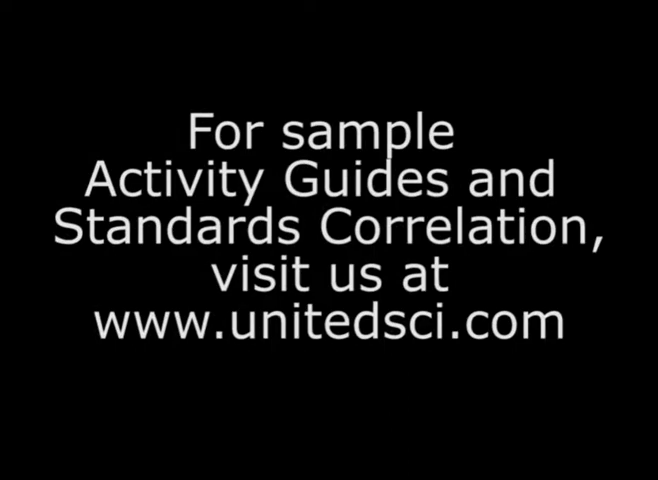 For sample
Activity Guides and
Standards Correlation,
visit us at
www.unitedsci.com